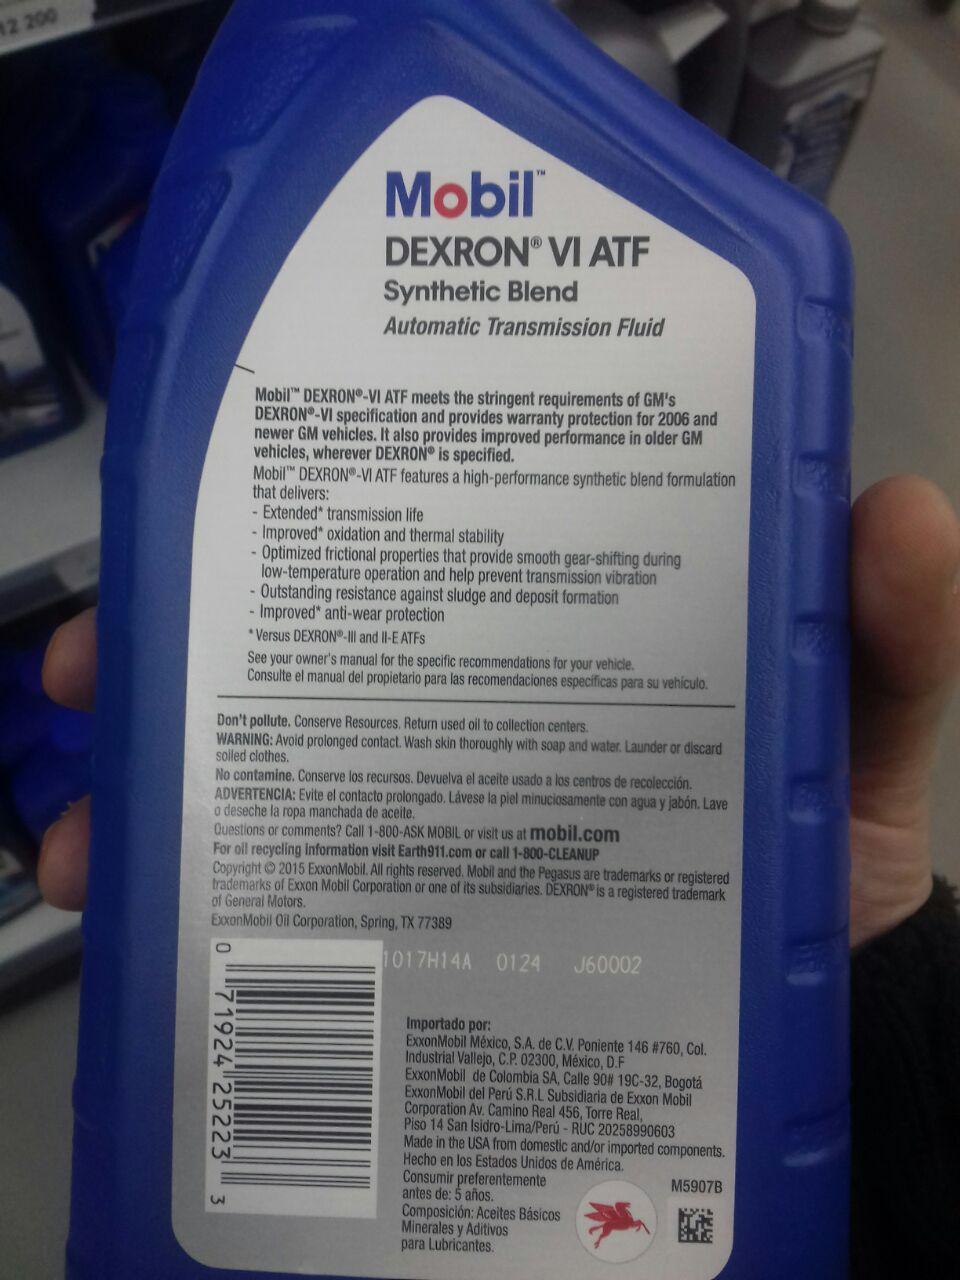 12 200
Mobil™
DEXRON® VI ATF
Synthetic Blend
Automatic Transmission Fluid
Mobil™ DEXRON®-VI ATF meets the stringent requirements of GM's
DEXRON®-VI specification and provides warranty protection for 2006 and
newer GM vehicles. It also provides improved performance in older GM
vehicles, wherever DEXRON® is specified.
Mobil™ DEXRON®-VI ATF features a high-performance synthetic blend formulation
that delivers:
- Extended* transmission life
- Improved* oxidation and thermal stability
- Optimized frictional properties that provide smooth gear-shifting during
low-temperature operation and help prevent transmission vibration
- Outstanding resistance against sludge and deposit formation
- Improved* anti-wear protection
* Versus DEXRON®-III and II-E ATFs
See your owner's manual for the specific recommendations for your vehicle.
Consulte el manual del propietario para las recomendaciones específicas para su vehículo.
Don't pollute. Conserve Resources. Return used oil to collection centers.
WARNING: Avoid prolonged contact. Wash skin thoroughly with soap and water. Launder or discard
soiled clothes.
No contamine. Conserve los recursos. Devuelva el aceite usado a los centros de recolección.
ADVERTENCIA: Evite el contacto prolongado. Lávese la piel minuciosamente con agua y jabón. Lave
o deseche la ropa manchada de aceite.
Questions or comments? Call 1-800-ASK MOBIL or visit us at mobil.com
For oil recycling information visit Earth911.com or call 1-800-CLEANUP
Copyright © 2015 ExxonMobil. All rights reserved. Mobil and the Pegasus are trademarks or registered
trademarks of Exxon Mobil Corporation or one of its subsidiaries. DEXRON® is a registered trademark
of General Motors.
ExxonMobil Oil Corporation, Spring, TX 77389
1017H14A 0124 J60002
0 71924 25223 3
Importado por:
ExxonMobil México, S.A. de C.V. Poniente 146 #760, Col.
Industrial Vallejo, C.P. 02300, México, D.F
ExxonMobil de Colombia SA, Calle 90# 19C-32, Bogotá
ExxonMobil del Perú S.R.L Subsidiaria de Exxon Mobil
Corporation Av. Camino Real 456, Torre Real,
Piso 14 San Isidro-Lima/Perú - RUC 20258990603
Made in the USA from domestic and/or imported components.
Hecho en los Estados Unidos de América.
Consumir preferentemente
antes de: 5 años.
Composición: Aceites Básicos
Minerales y Aditivos
para Lubricantes.
M5907B